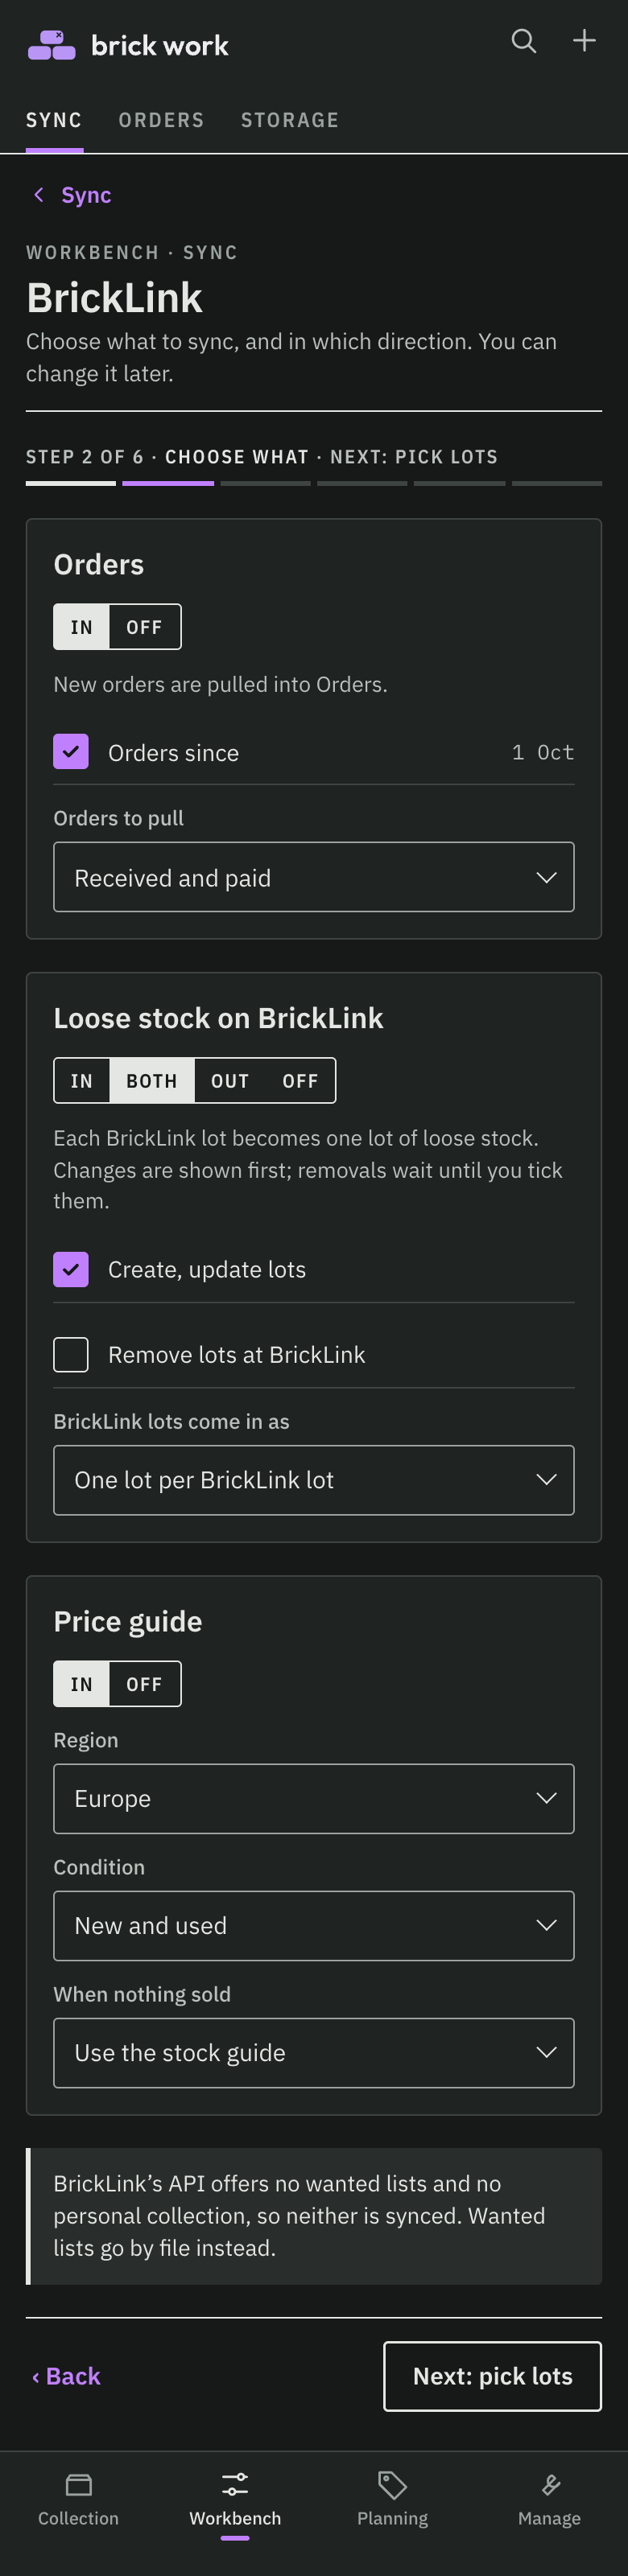 brick work
SYNC ORDERS STORAGE
‹ Sync
WORKBENCH · SYNC
BrickLink
Choose what to sync, and in which direction. You can
change it later.
STEP 2 OF 6 · CHOOSE WHAT · NEXT: PICK LOTS
Orders
IN OFF
New orders are pulled into Orders.
Orders since 1 Oct
Orders to pull
Received and paid
Loose stock on BrickLink
IN BOTH OUT OFF
Each BrickLink lot becomes one lot of loose stock.
Changes are shown first; removals wait until you tick
them.
Create, update lots
Remove lots at BrickLink
BrickLink lots come in as
One lot per BrickLink lot
Price guide
IN OFF
Region
Europe
Condition
New and used
When nothing sold
Use the stock guide
BrickLink’s API offers no wanted lists and no
personal collection, so neither is synced. Wanted
lists go by file instead.
‹ Back Next: pick lots
Collection Workbench Planning Manage